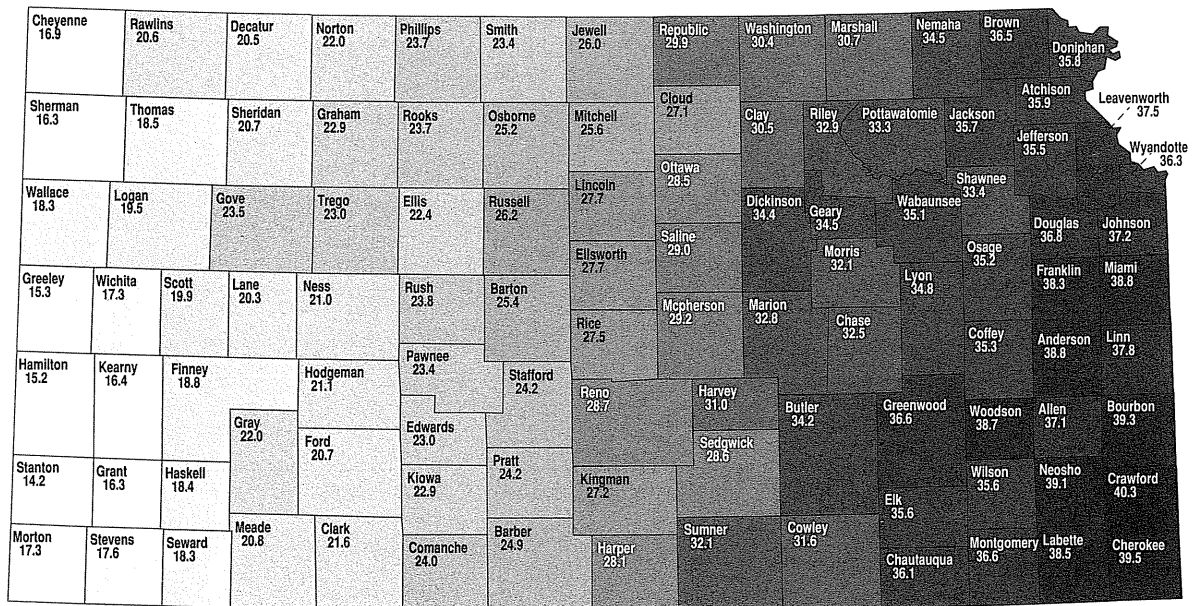 Cheyenne
16.9
Rawlins
20.6
Decatur
20.5
Norton
22.0
Phillips
23.7
Smith
23.4
Jewell
26.0
Republic
29.9
Washington
30.4
Marshall
30.7
Nemaha
34.5
Brown
36.5
Doniphan
35.8
Sherman
16.3
Thomas
18.5
Sheridan
20.7
Graham
22.9
Rooks
23.7
Osborne
25.2
Mitchell
25.6
Cloud
27.1
Clay
30.5
Riley
32.9
Pottawatomie
33.3
Jackson
35.7
Atchison
35.9
Jefferson
35.5
Leavenworth
37.5
Wyandotte
36.3
Wallace
18.3
Logan
19.5
Gove
23.5
Trego
23.0
Ellis
22.4
Russell
26.2
Lincoln
27.7
Ottawa
28.5
Dickinson
34.4
Geary
34.5
Wabaunsee
35.1
Shawnee
33.4
Douglas
36.8
Johnson
37.2
Ellsworth
27.7
Saline
29.0
Morris
32.1
Osage
35.2
Greeley
15.3
Wichita
17.3
Scott
19.9
Lane
20.3
Ness
21.0
Rush
23.8
Barton
25.4
Rice
27.5
Mcpherson
29.2
Marion
32.8
Chase
32.5
Lyon
34.8
Franklin
38.3
Miami
38.8
Coffey
35.3
Anderson
38.8
Linn
37.8
Hamilton
15.2
Kearny
16.4
Finney
18.8
Hodgeman
21.1
Pawnee
23.4
Stafford
24.2
Reno
28.7
Harvey
31.0
Butler
34.2
Greenwood
36.6
Woodson
38.7
Allen
37.1
Bourbon
39.3
Gray
22.0
Ford
20.7
Edwards
23.0
Sedgwick
28.6
Stanton
14.2
Grant
16.3
Haskell
18.4
Kiowa
22.9
Pratt
24.2
Kingman
27.2
Elk
35.6
Wilson
35.6
Neosho
39.1
Crawford
40.3
Morton
17.3
Stevens
17.6
Seward
18.3
Meade
20.8
Clark
21.6
Comanche
24.0
Barber
24.9
Harper
28.1
Sumner
32.1
Cowley
31.6
Chautauqua
36.1
Montgomery
36.6
Labette
38.5
Cherokee
39.5